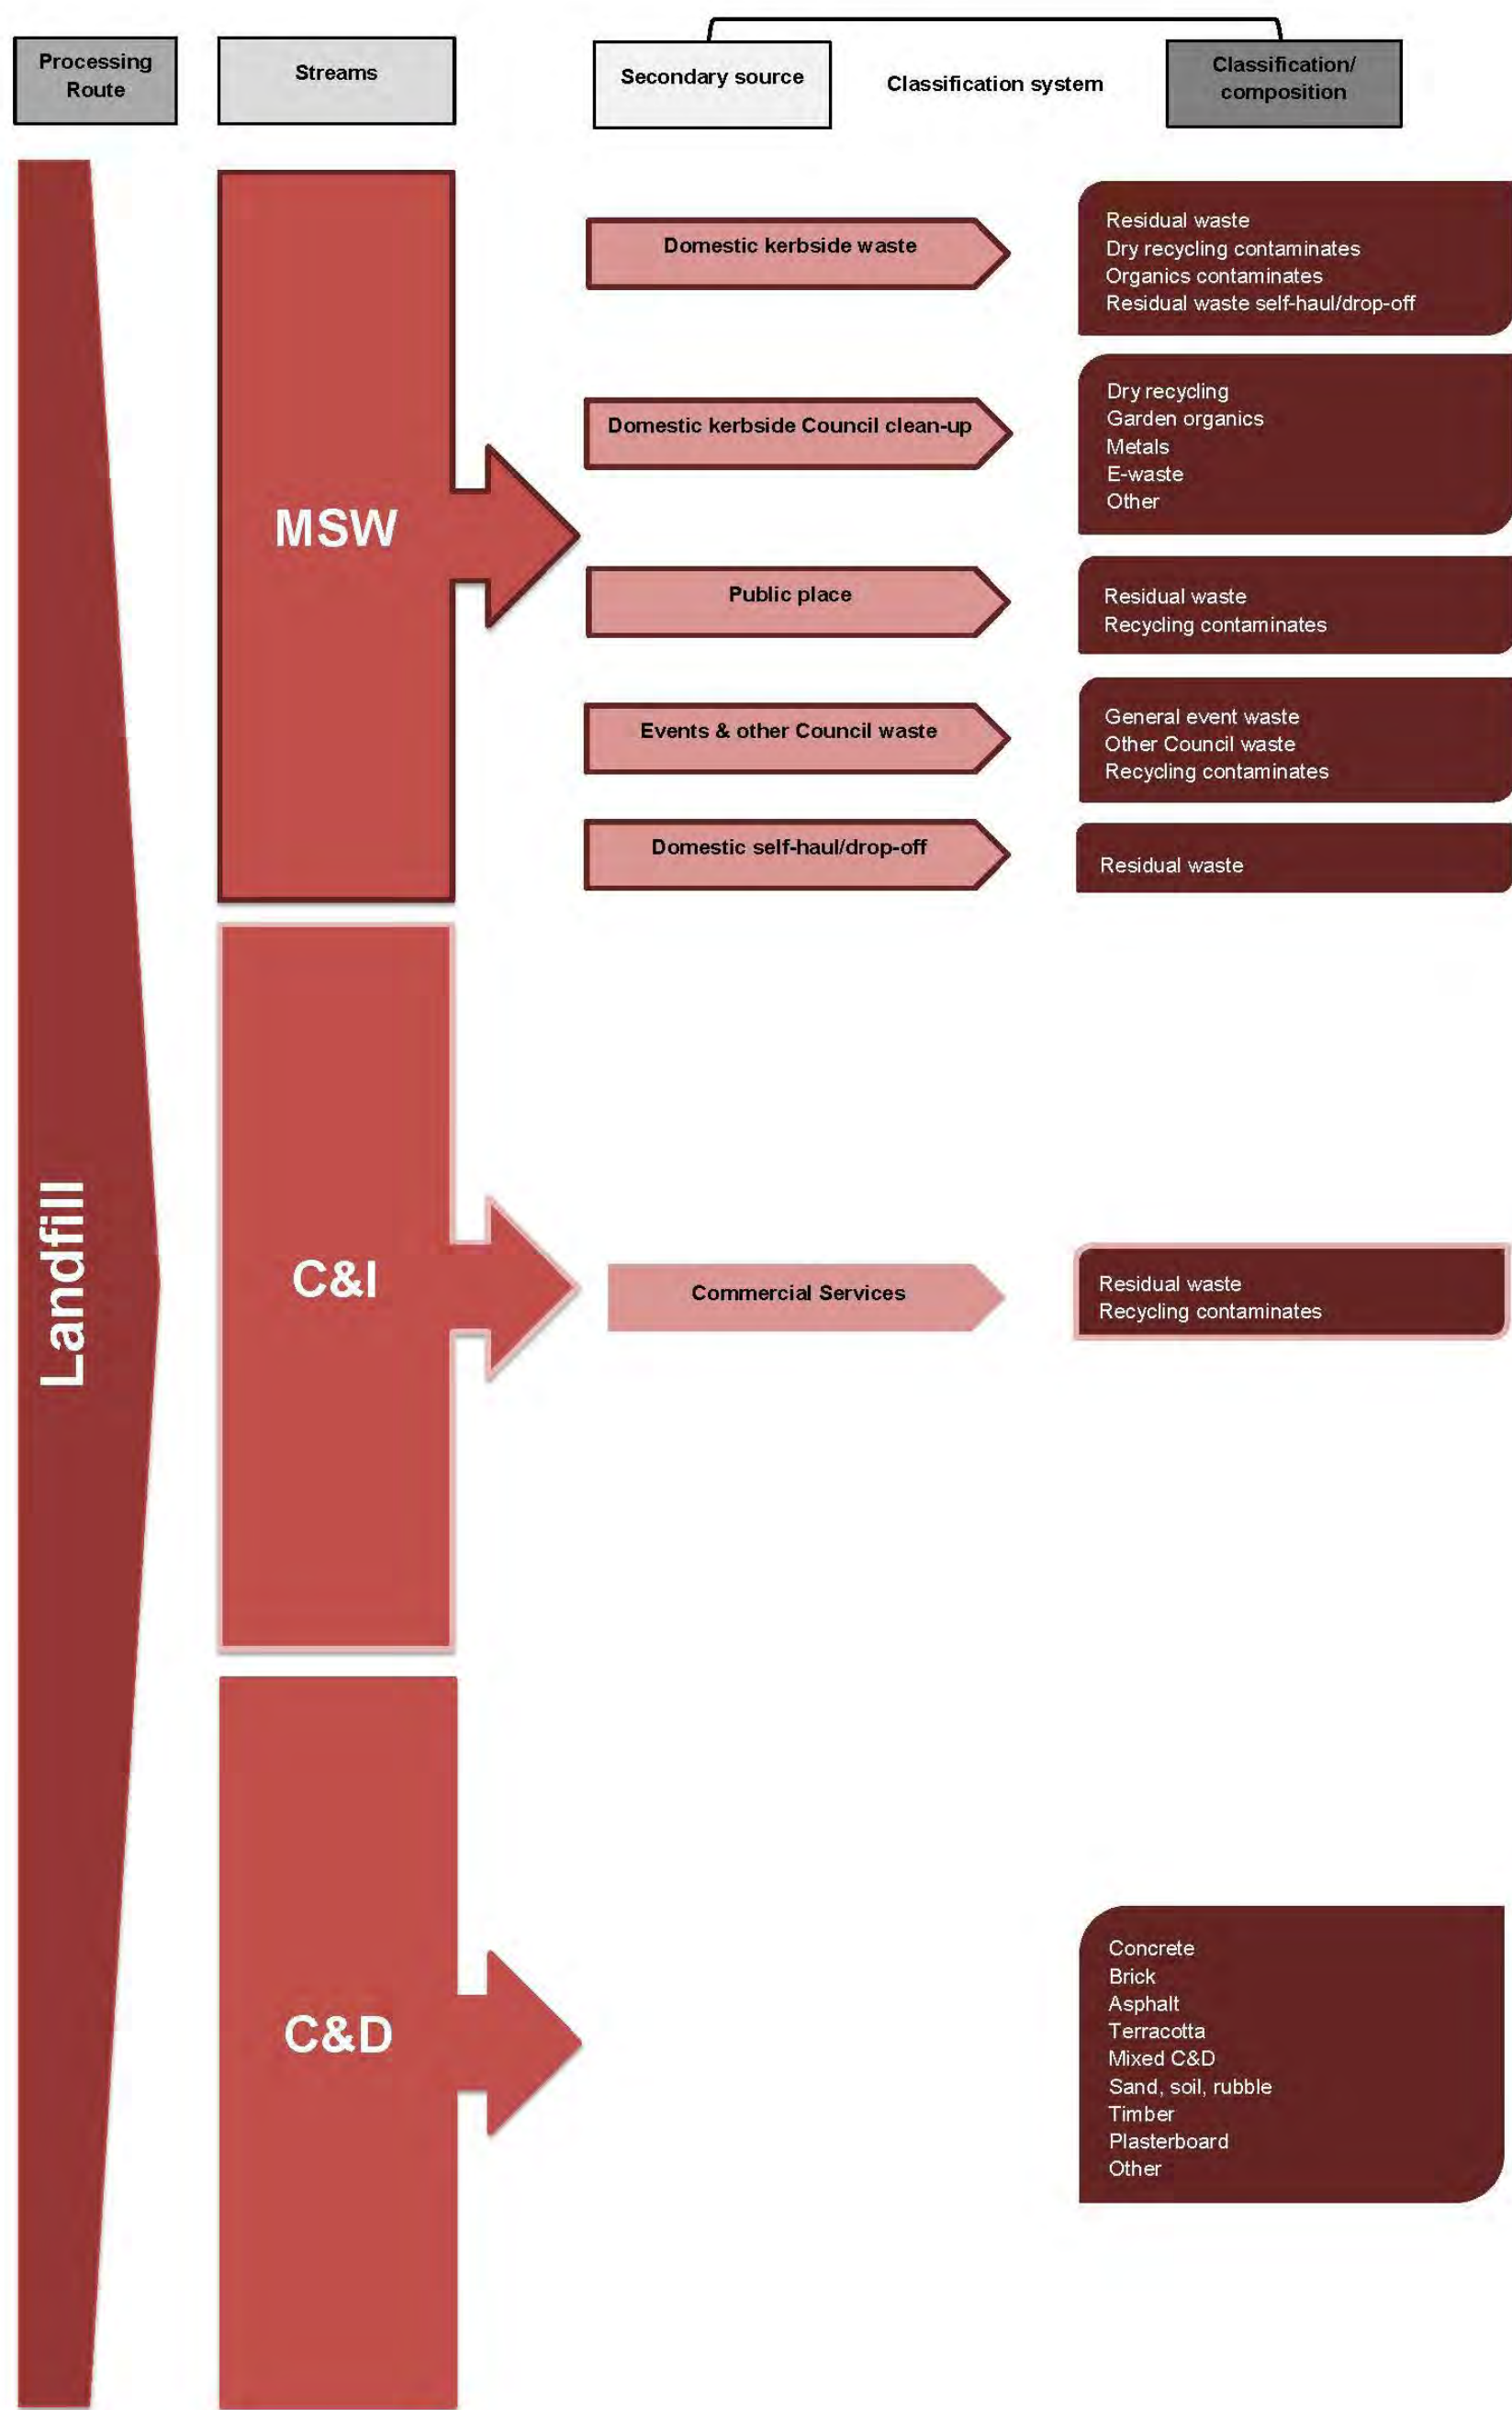 Processing
Route
Streams
Secondary source
Classification system
Classification/
composition
Landfill
MSW
Domestic kerbside waste
Residual waste
Dry recycling contaminates
Organics contaminates
Residual waste self-haul/drop-off
Domestic kerbside Council clean-up
Dry recycling
Garden organics
Metals
E-waste
Other
Public place
Residual waste
Recycling contaminates
Events & other Council waste
General event waste
Other Council waste
Recycling contaminates
Domestic self-haul/drop-off
Residual waste
C&I
Commercial Services
Residual waste
Recycling contaminates
C&D
Concrete
Brick
Asphalt
Terracotta
Mixed C&D
Sand, soil, rubble
Timber
Plasterboard
Other